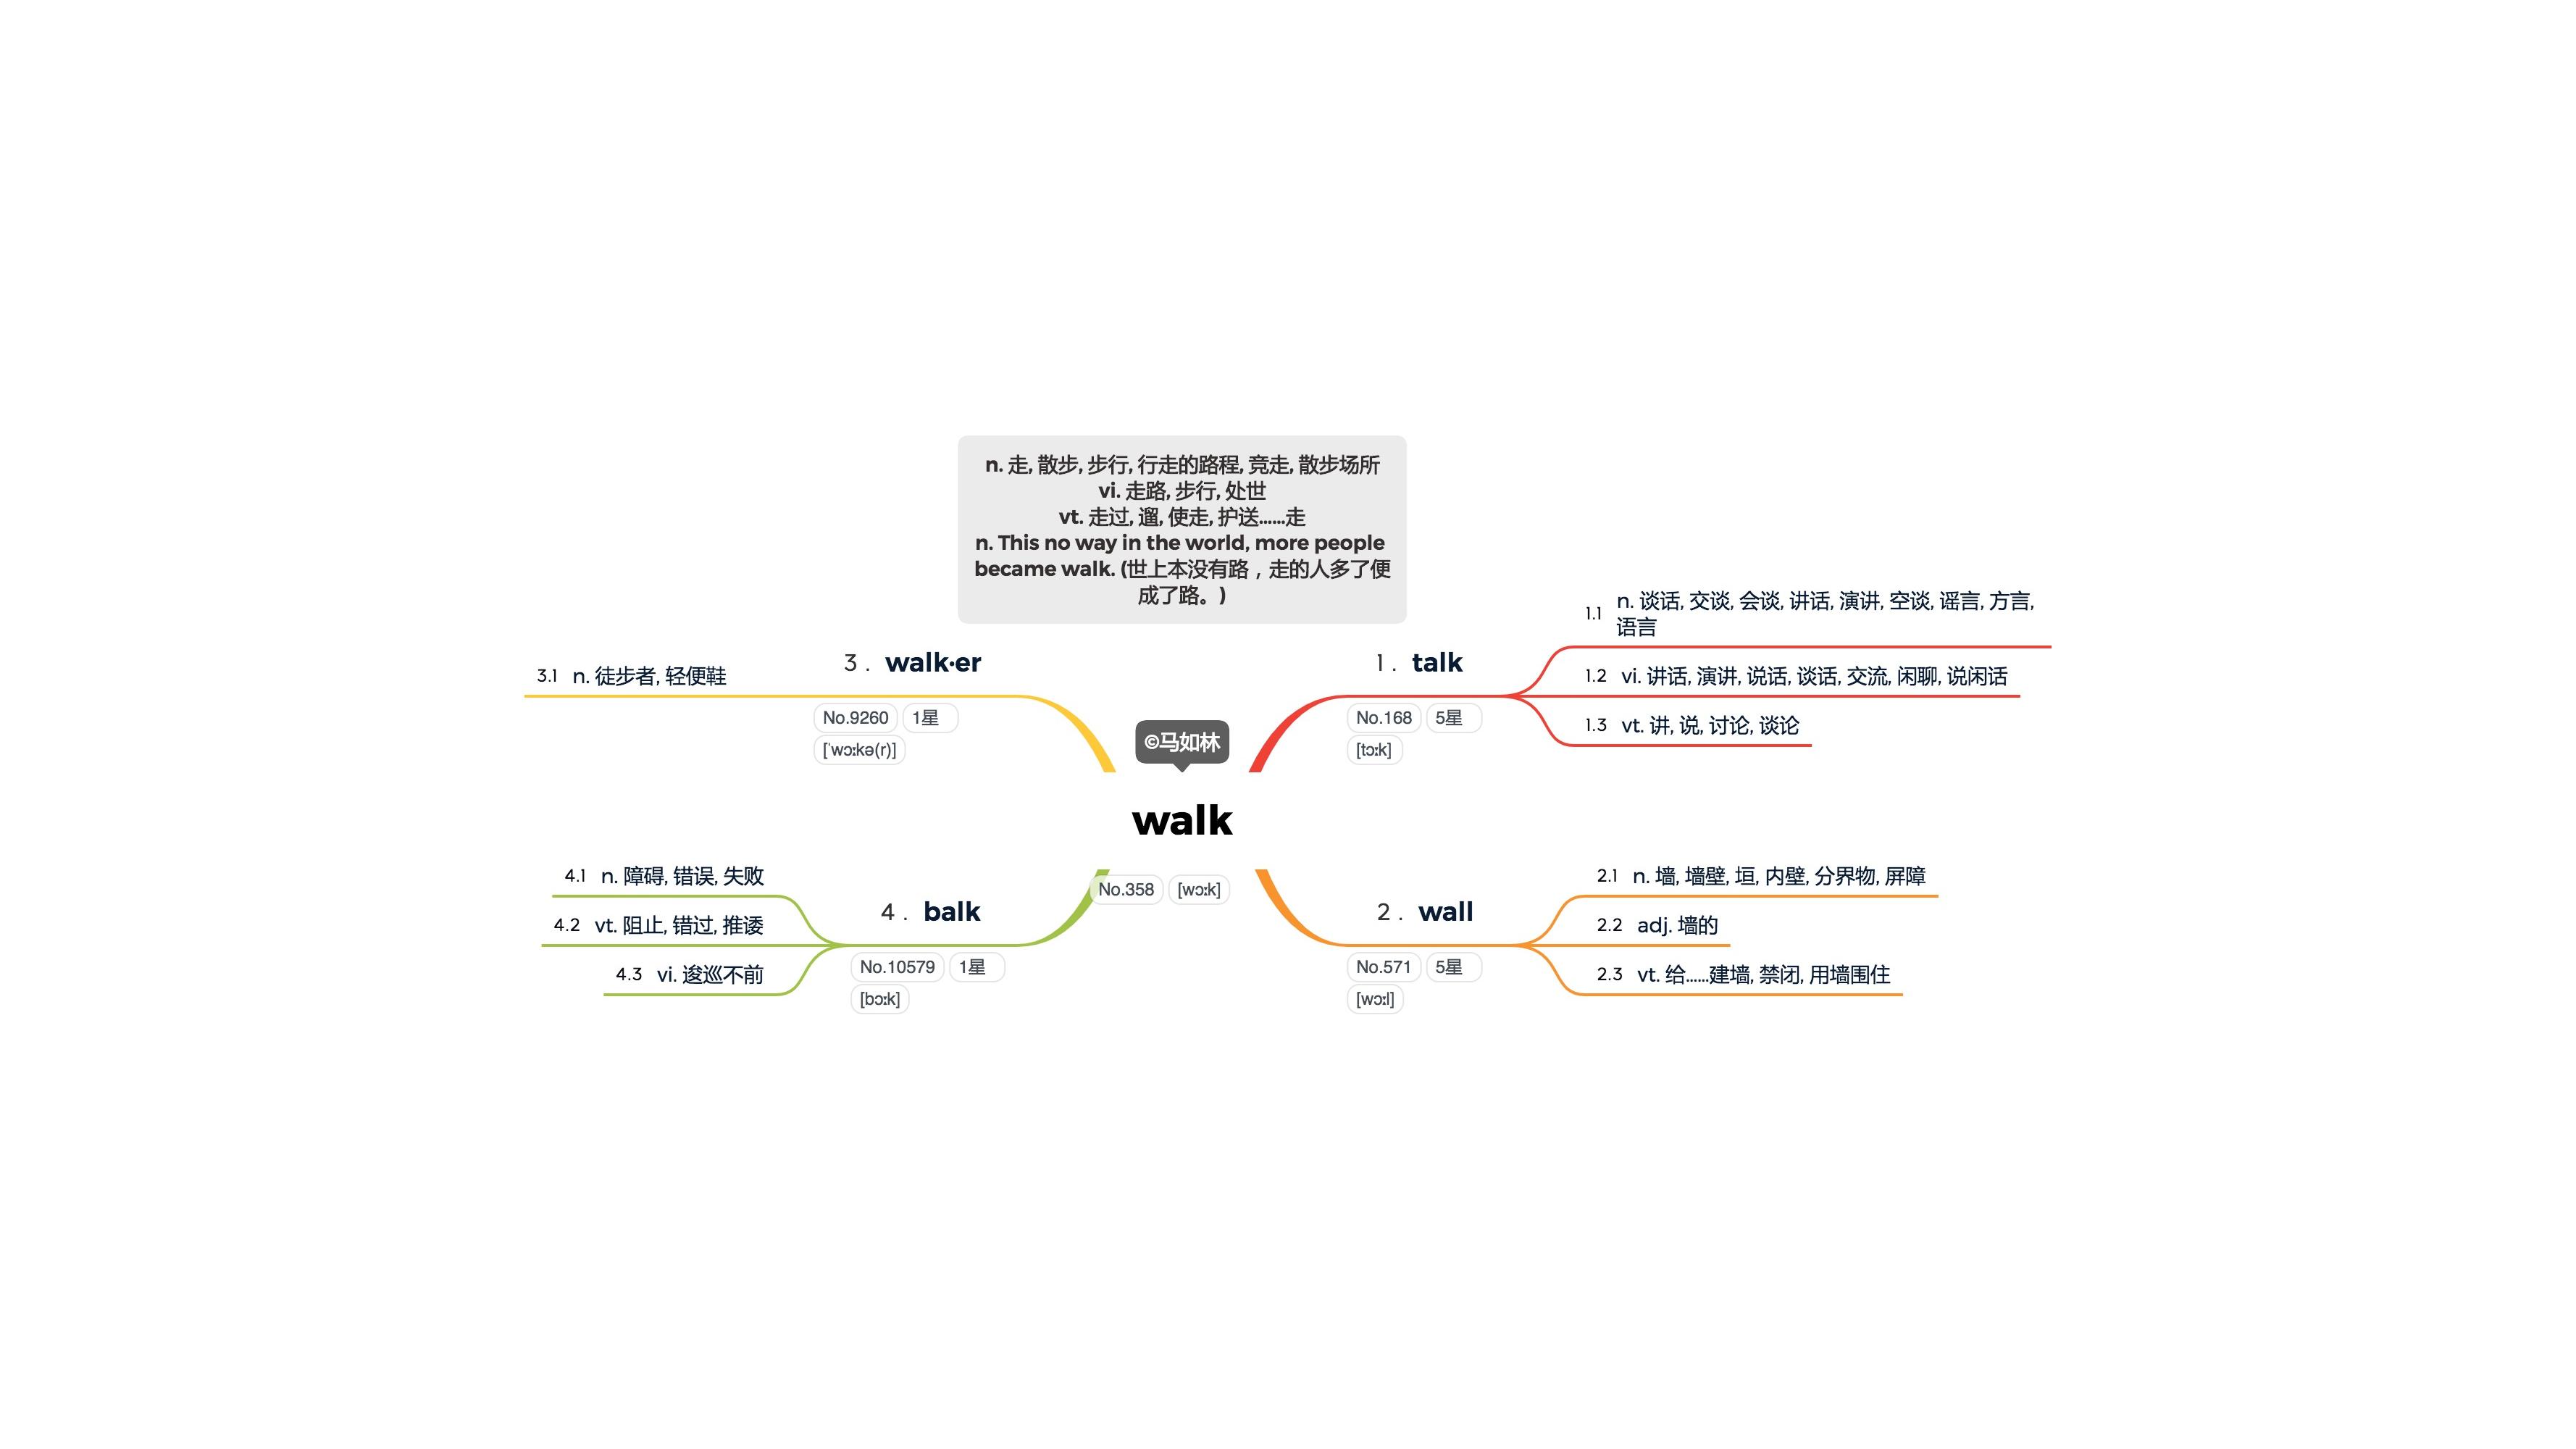 n. 走, 散步, 步行, 行走的路程, 竞走, 散步场所
vi. 走路, 步行, 处世
vt. 走过, 遛, 使走, 护送……走
n. This no way in the world, more people
became walk. (世上本没有路，走的人多了便
成了路。)
©马如林
walk
No.358 [wɔːk]
1. talk
No.168 5星
[tɔːk]
1.1 n. 谈话, 交谈, 会谈, 讲话, 演讲, 空谈, 谣言, 方言,
语言
1.2 vi. 讲话, 演讲, 说话, 谈话, 交流, 闲聊, 说闲话
1.3 vt. 讲, 说, 讨论, 谈论
2. wall
No.571 5星
[wɔːl]
2.1 n. 墙, 墙壁, 垣, 内壁, 分界物, 屏障
2.2 adj. 墙的
2.3 vt. 给……建墙, 禁闭, 用墙围住
3. walk·er
No.9260 1星
[ˈwɔːkə(r)]
3.1 n. 徒步者, 轻便鞋
4. balk
No.10579 1星
[bɔːk]
4.1 n. 障碍, 错误, 失败
4.2 vt. 阻止, 错过, 推诿
4.3 vi. 逡巡不前